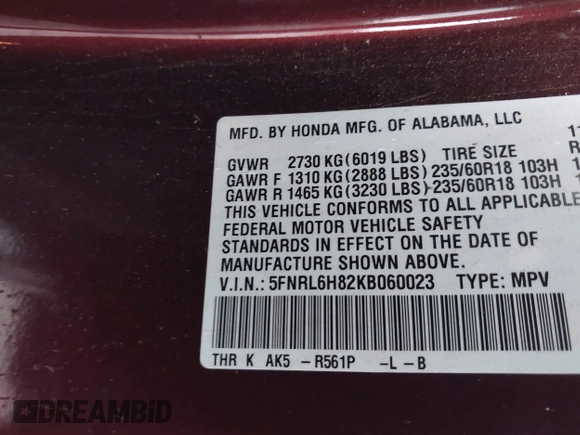 MFD. BY HONDA MFG. OF ALABAMA, LLC 11
GVWR 2730 KG(6019 LBS) TIRE SIZE R
GAWR F 1310 KG(2888 LBS)-235/60R18 103H 1
GAWR R 1465 KG(3230 LBS)-235/60R18 103H 1
THIS VEHICLE CONFORMS TO ALL APPLICABLE
FEDERAL MOTOR VEHICLE SAFETY
STANDARDS IN EFFECT ON THE DATE OF
MANUFACTURE SHOWN ABOVE.
V.I.N.: 5FNRL6H82KB060023 TYPE: MPV
THR K AK5 -R561P -L -B
DREAMBID